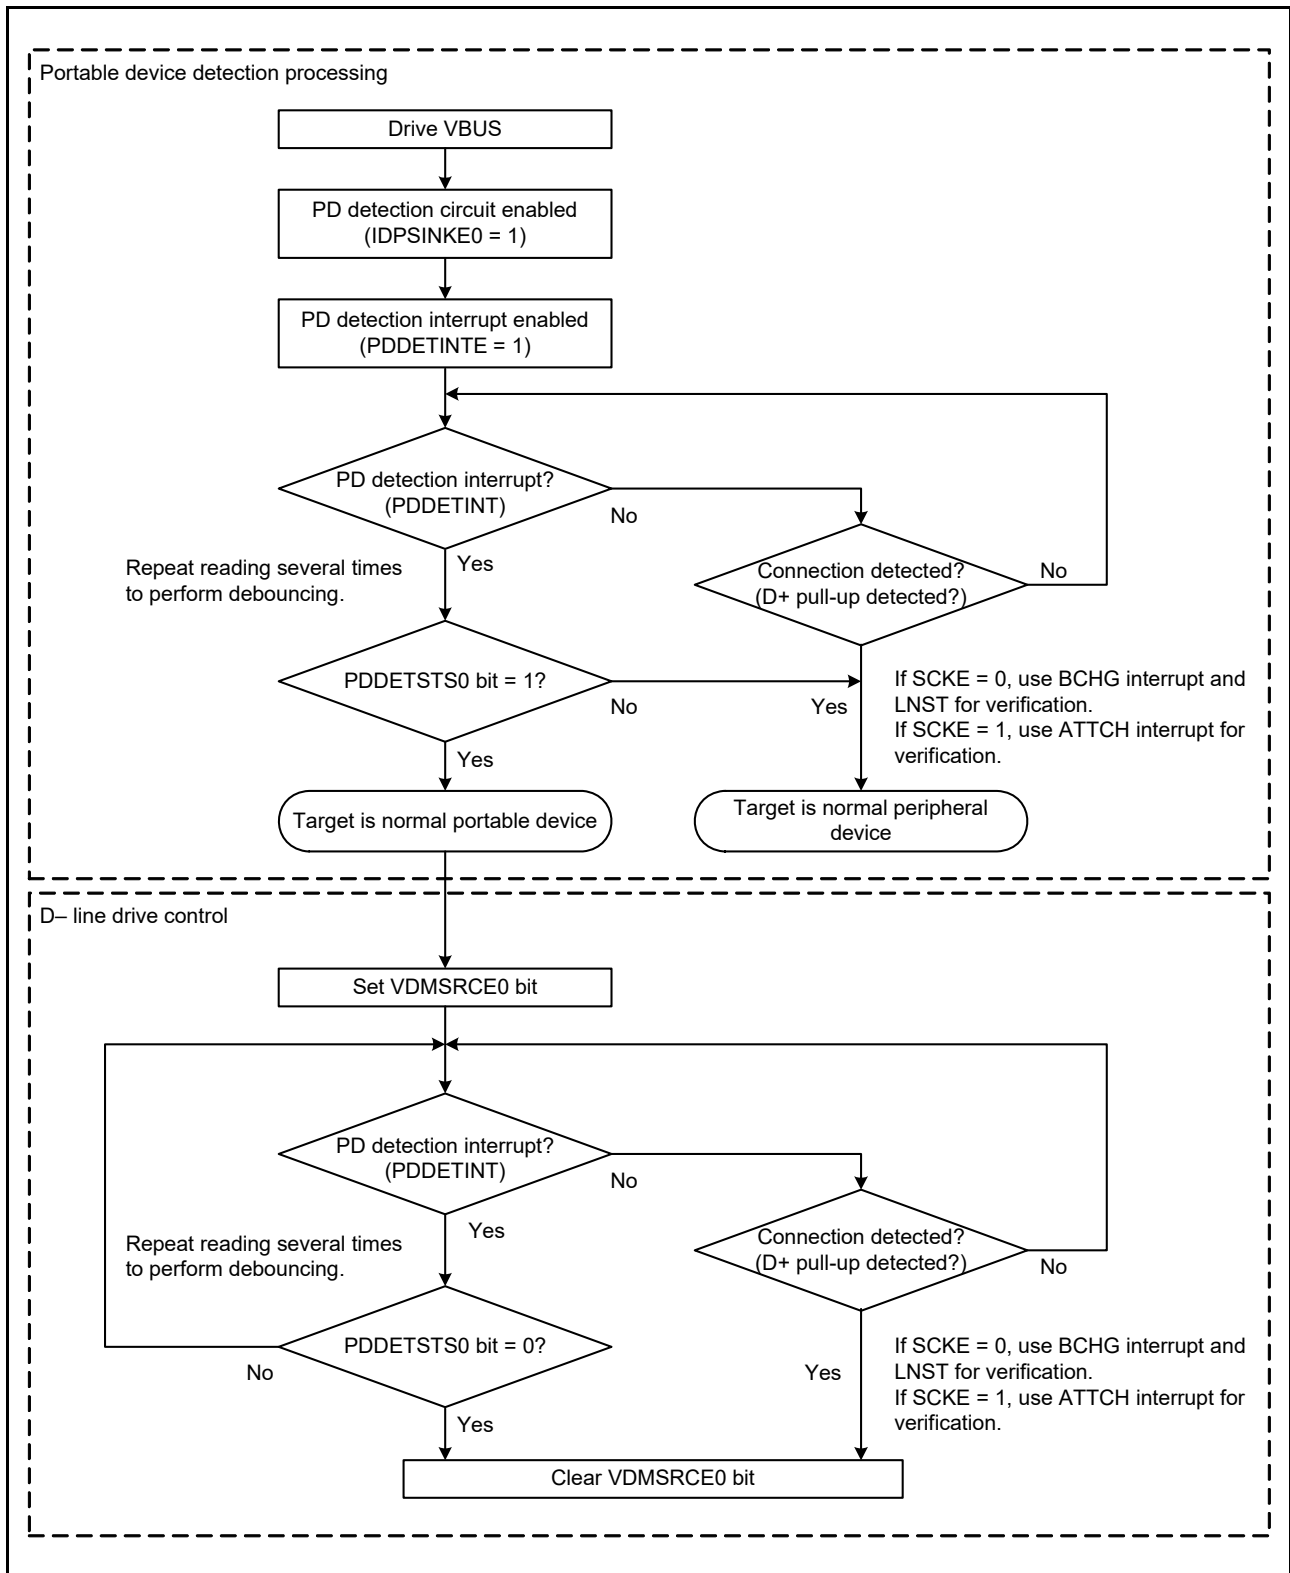 Portable device detection processing
Drive VBUS
PD detection circuit enabled
(IDPSINKE0 = 1)
PD detection interrupt enabled
(PDDETINTE = 1)
PD detection interrupt?
(PDDETINT)
No
Yes
Repeat reading several times
to perform debouncing.
Connection detected?
(D+ pull-up detected?)
No
PDDETSTS0 bit = 1?
No
Yes
If SCKE = 0, use BCHG interrupt and
LNST for verification.
If SCKE = 1, use ATTCH interrupt for
verification.
Yes
Target is normal portable device
Target is normal peripheral
device
D– line drive control
Set VDMSRCE0 bit
PD detection interrupt?
(PDDETINT)
No
Yes
Repeat reading several times
to perform debouncing.
Connection detected?
(D+ pull-up detected?)
No
PDDETSTS0 bit = 0?
No
Yes
If SCKE = 0, use BCHG interrupt and
LNST for verification.
If SCKE = 1, use ATTCH interrupt for
verification.
Yes
Clear VDMSRCE0 bit